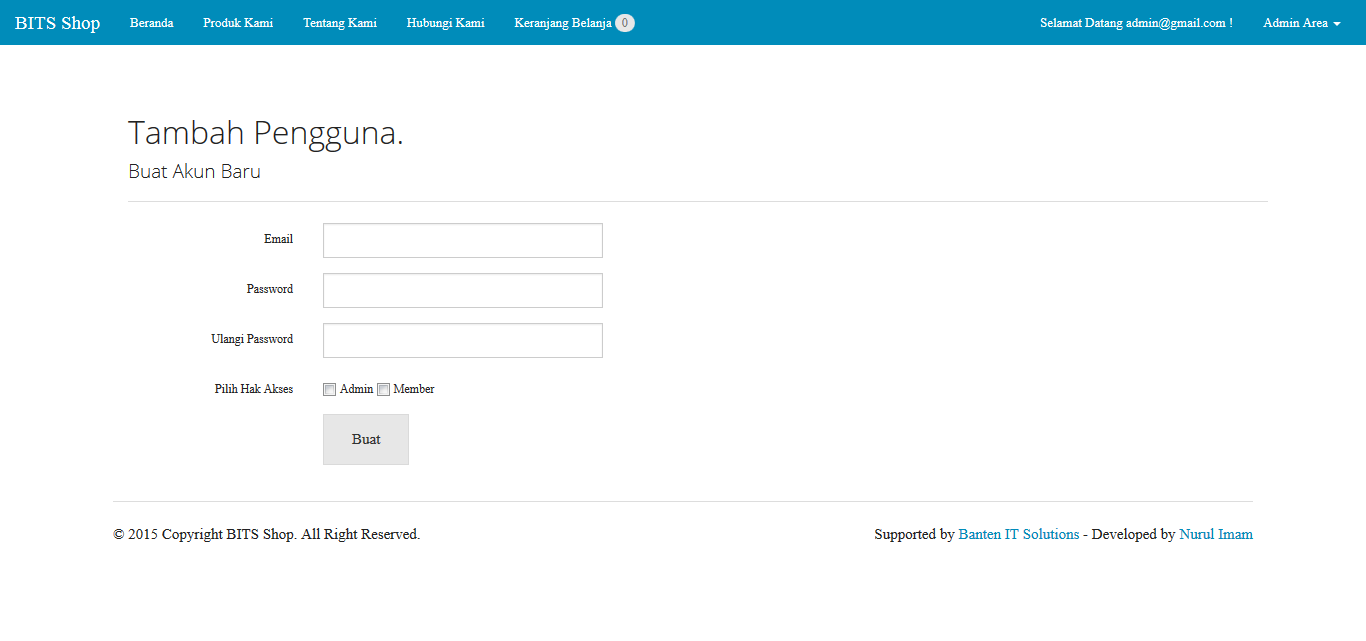 BITS Shop Beranda Produk Kami Tentang Kami Hubungi Kami Keranjang Belanja 0 Selamat Datang admin@gmail.com ! Admin Area
Tambah Pengguna.
Buat Akun Baru
Email
Password
Ulangi Password
Pilih Hak Akses Admin Member
Buat
© 2015 Copyright BITS Shop. All Right Reserved. Supported by Banten IT Solutions - Developed by Nurul Imam